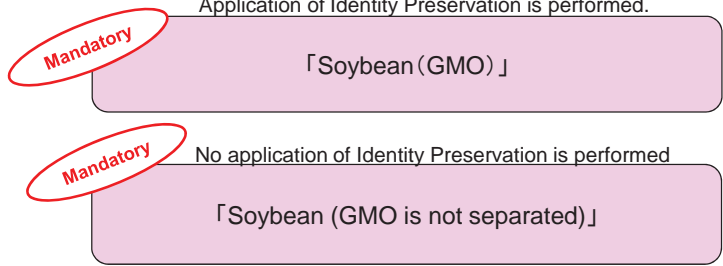 Application of Identity Preservation is performed.
Mandatory
「Soybean（GMO）」
Mandatory
No application of Identity Preservation is performed
「Soybean (GMO is not separated)」